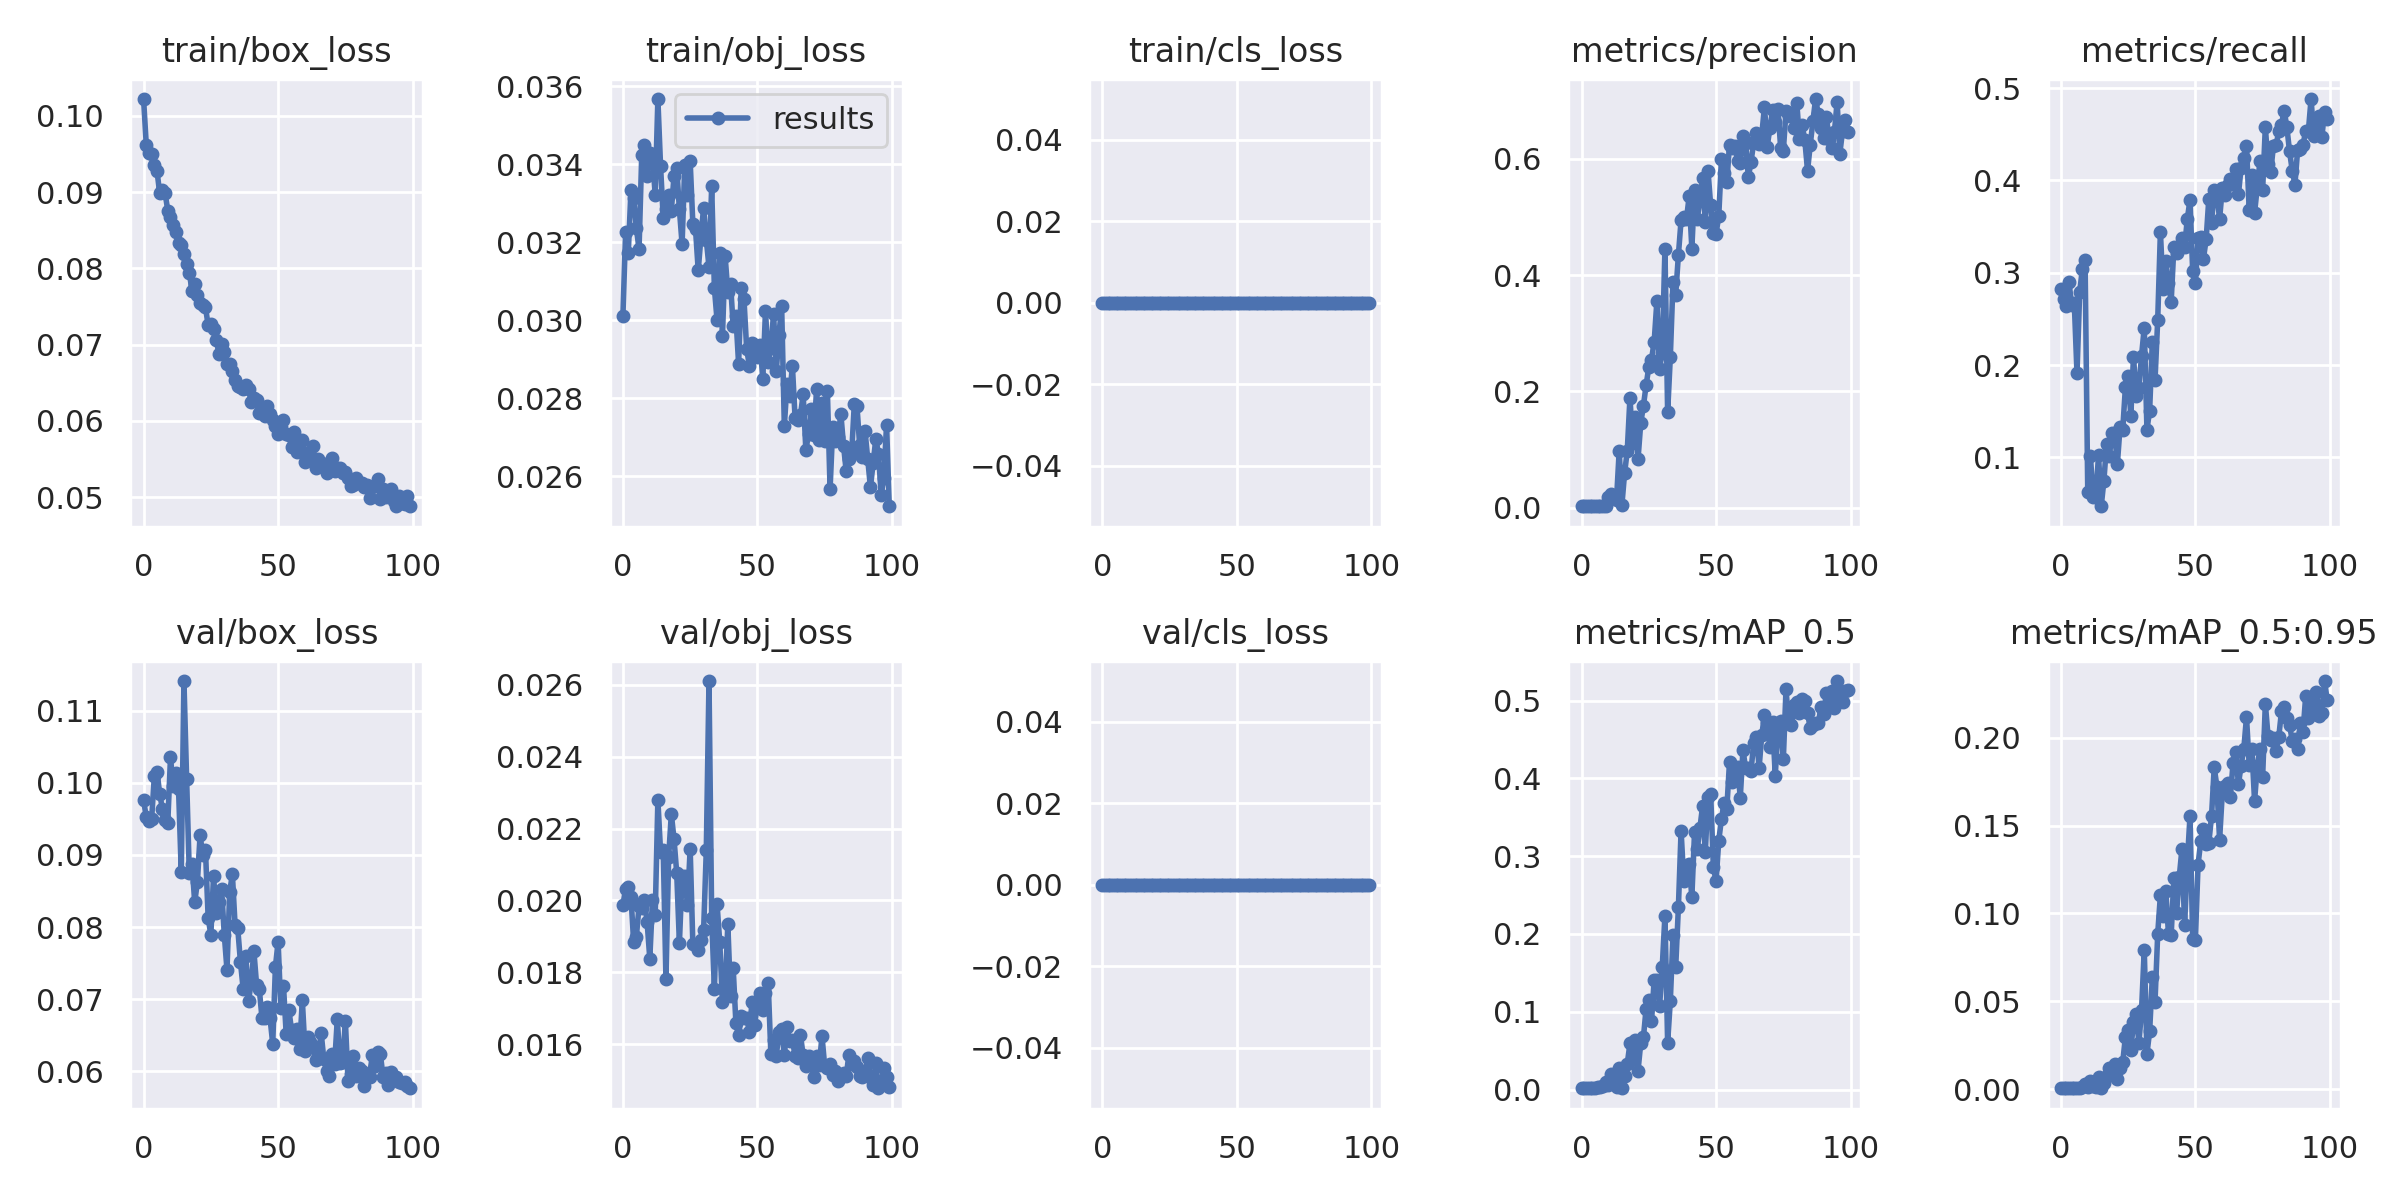 train/box_loss
train/obj_loss
train/cls_loss
metrics/precision
metrics/recall
0.10
0.09
0.08
0.07
0.06
0.05
0 50 100
0.036
0.034
0.032
0.030
0.028
0.026
results
0 50 100
0.04
0.02
0.00
−0.02
−0.04
0 50 100
0.6
0.4
0.2
0.0
0 50 100
0.5
0.4
0.3
0.2
0.1
0 50 100
val/box_loss
val/obj_loss
val/cls_loss
metrics/mAP_0.5
metrics/mAP_0.5:0.95
0.11
0.10
0.09
0.08
0.07
0.06
0 50 100
0.026
0.024
0.022
0.020
0.018
0.016
0 50 100
0.04
0.02
0.00
−0.02
−0.04
0 50 100
0.5
0.4
0.3
0.2
0.1
0.0
0 50 100
0.20
0.15
0.10
0.05
0.00
0 50 100